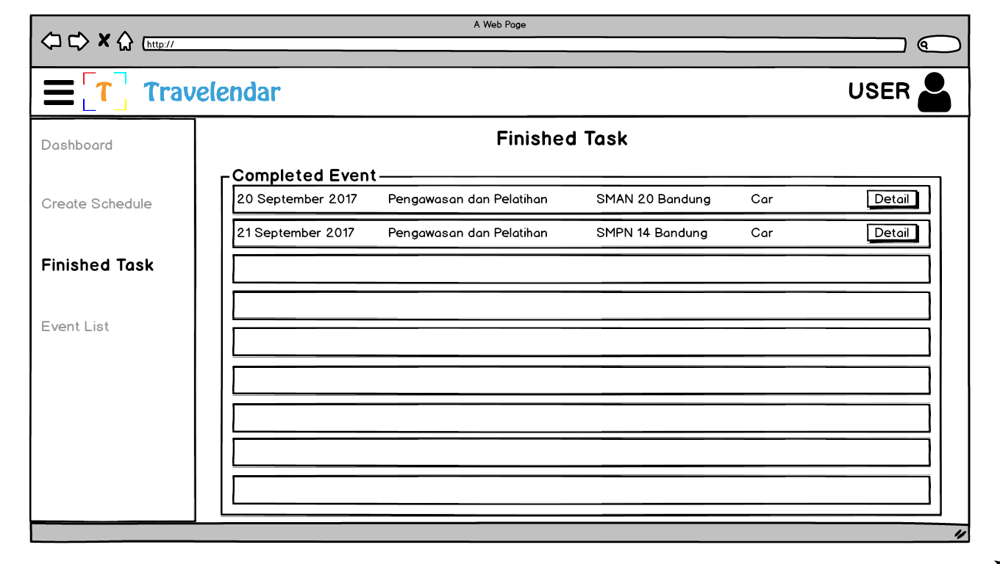 A Web Page
http://
T Travelendar USER
Dashboard
Create Schedule
Finished Task
Event List
Finished Task
Completed Event
20 September 2017 Pengawasan dan Pelatihan SMAN 20 Bandung Car Detail
21 September 2017 Pengawasan dan Pelatihan SMPN 14 Bandung Car Detail